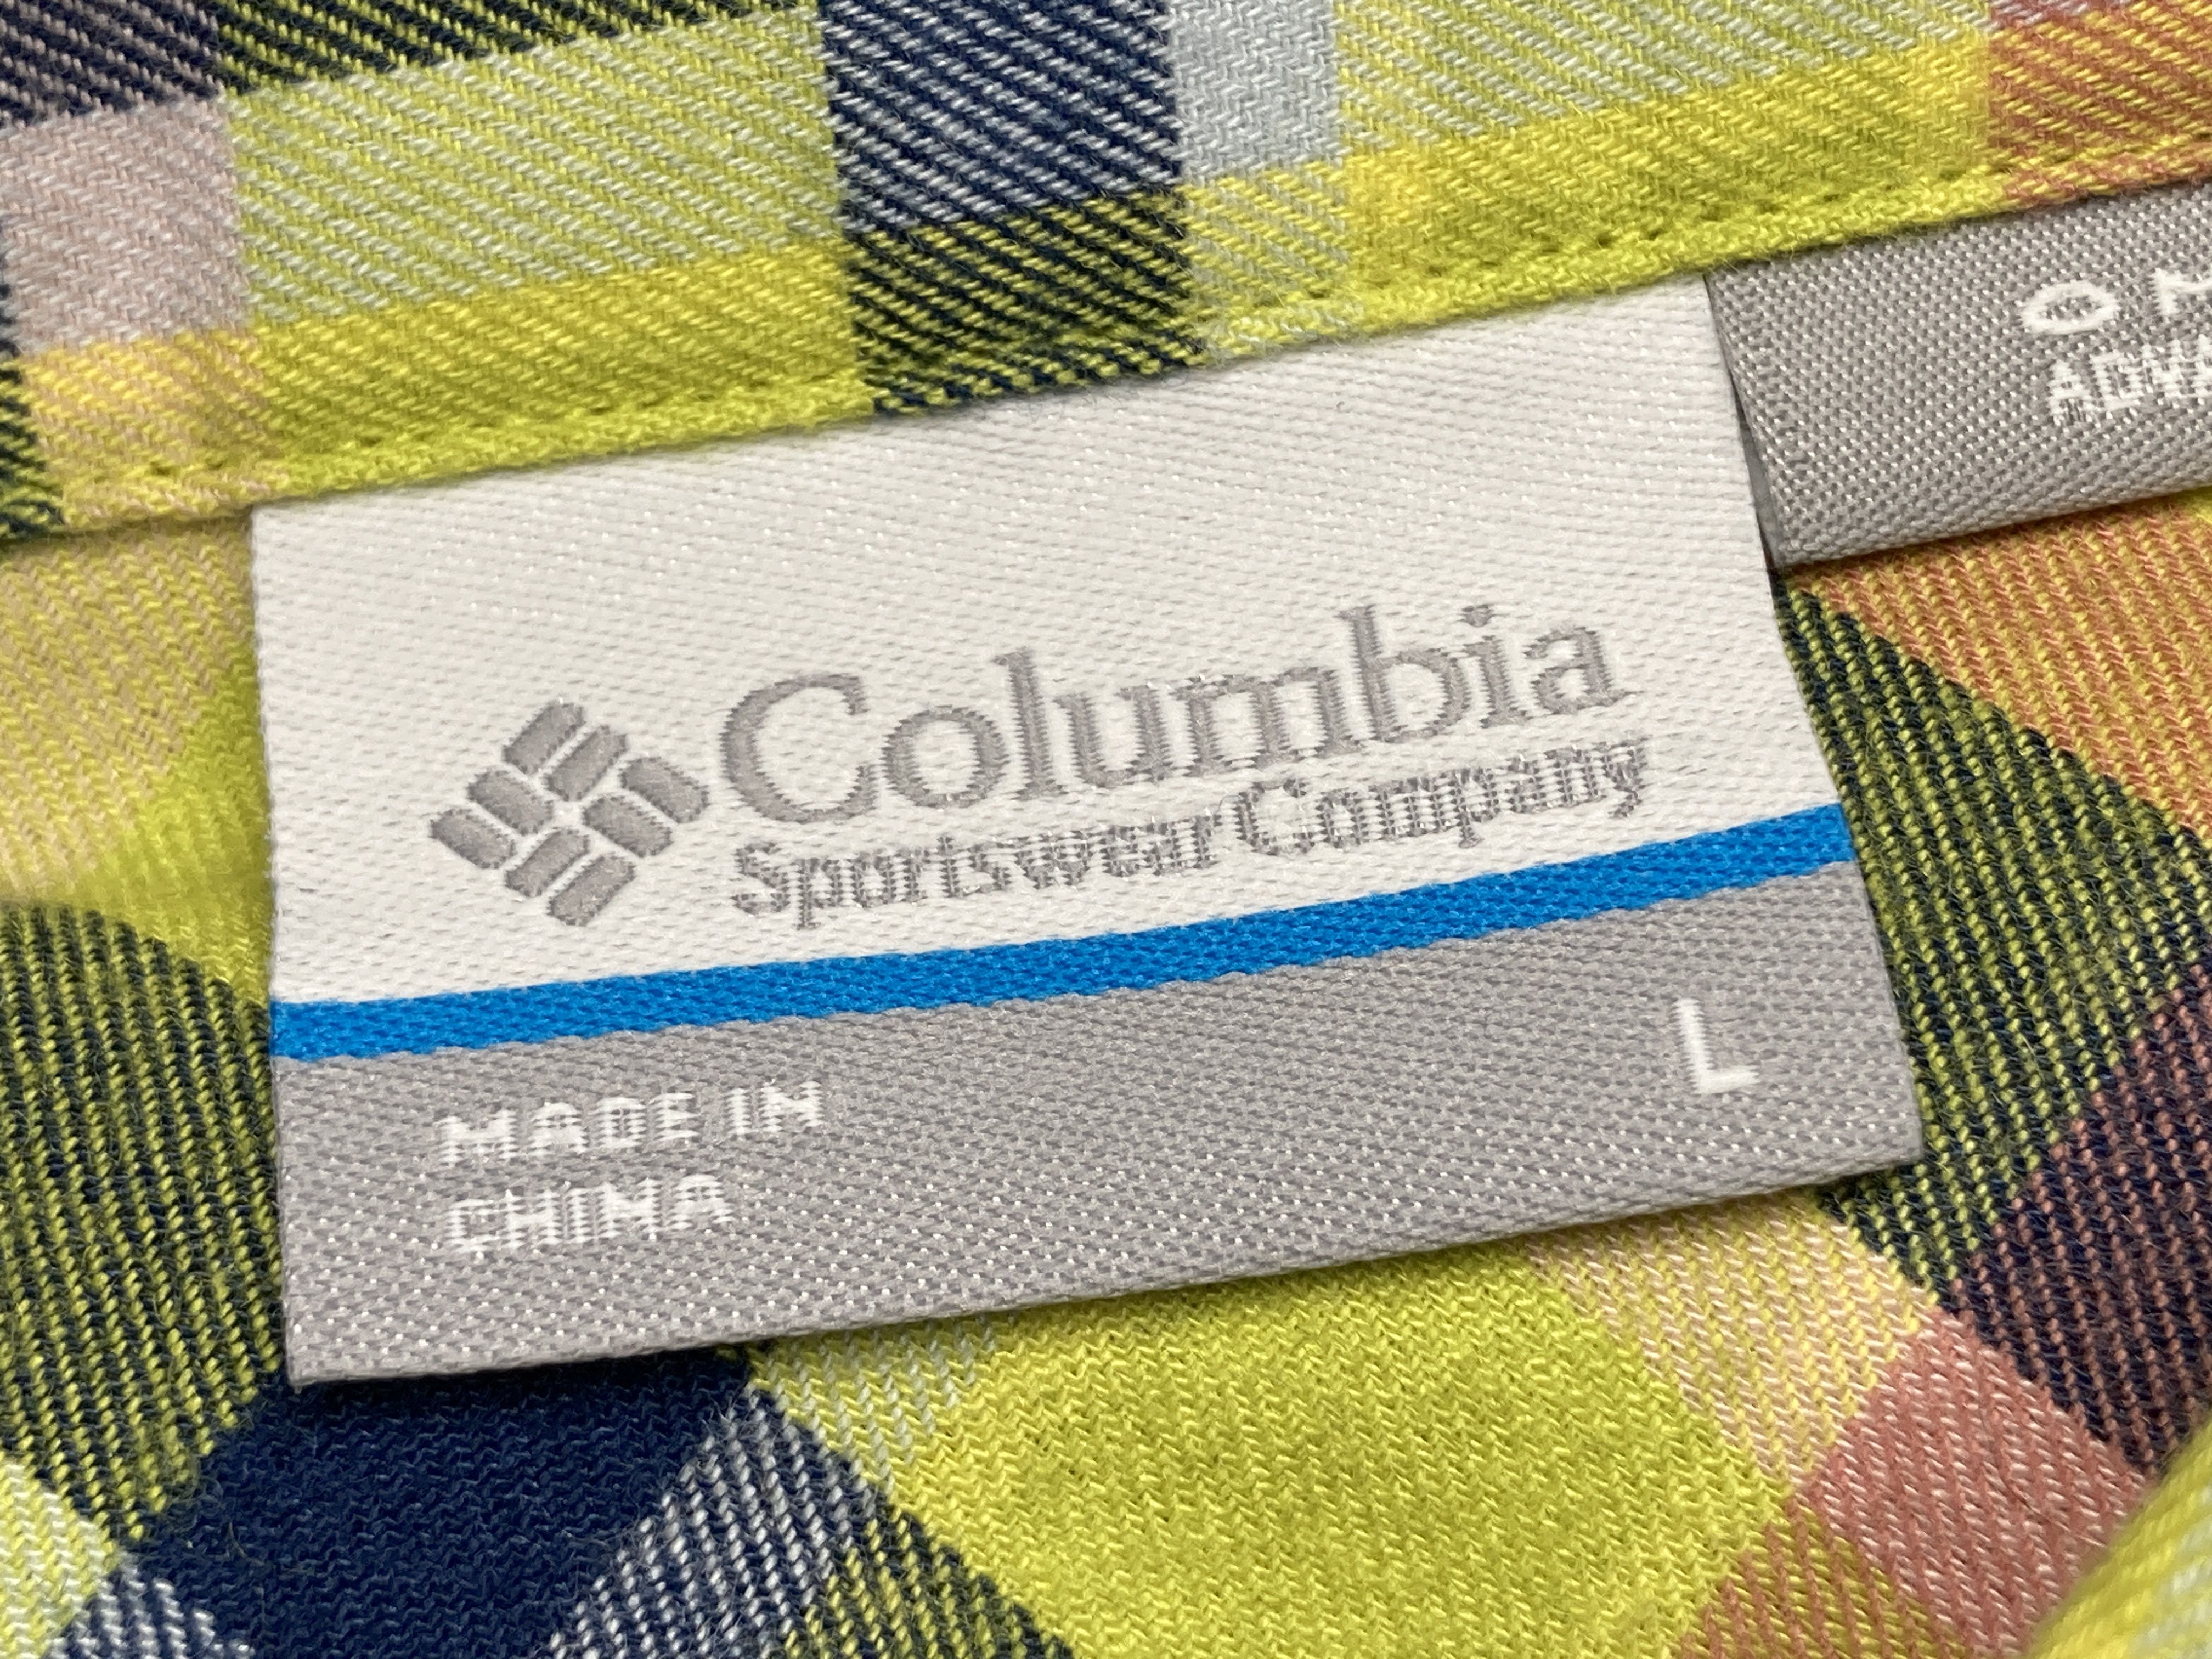 Columbia
Sportswear Company
MADE IN
CHINA
L